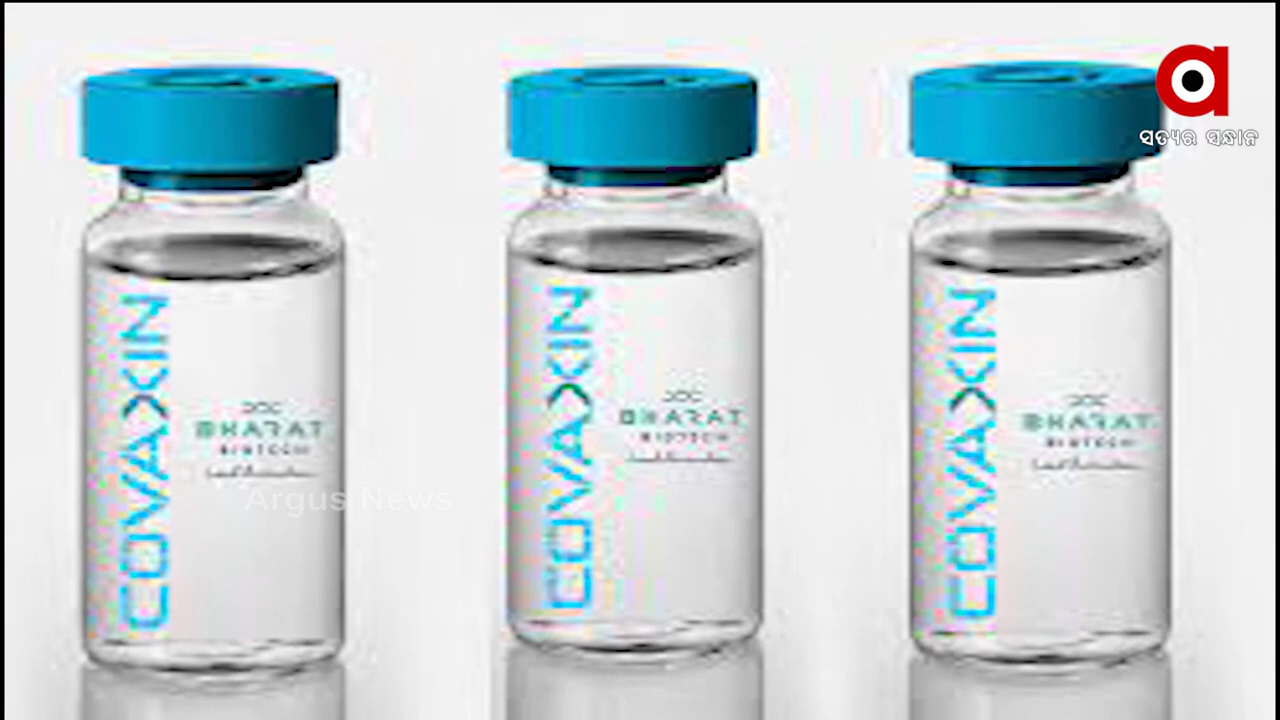 ସତ୍ୟର ସନ୍ଧାନ
COVAXIN
BHARAT
BIOTECH
COVAXIN
BHARAT
BIOTECH
COVAXIN
BHARAT
BIOTECH
Argus News